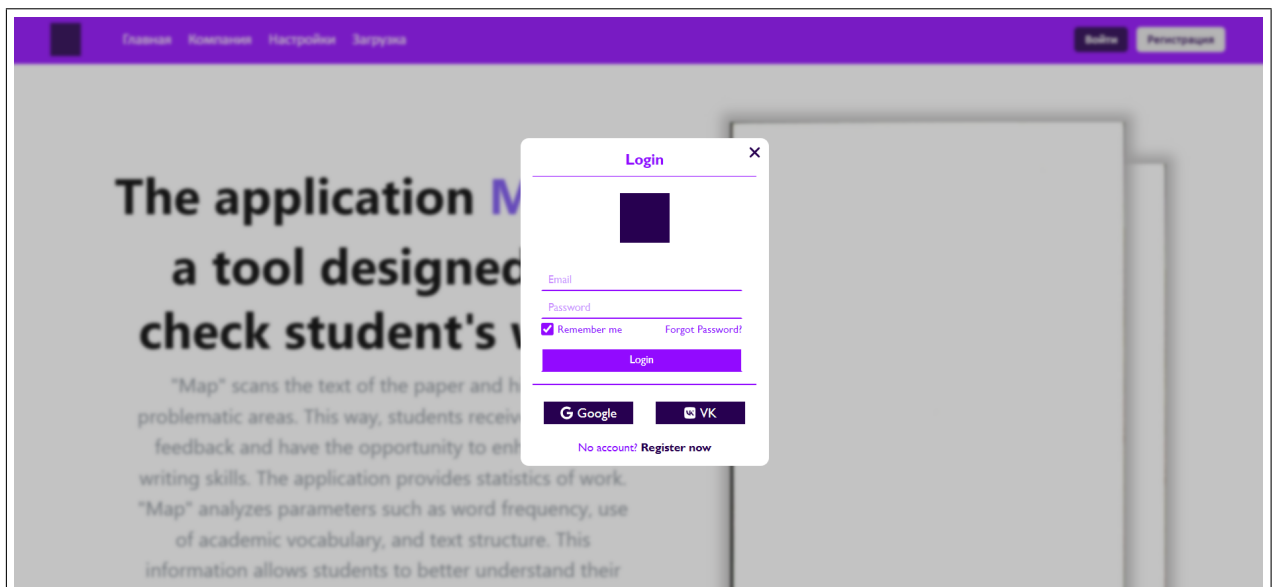 Главная Компания Настройки Загрузка Войти Регистрация
Login
The application
a tool designed
check student's
"Map" scans the text of the paper and
problematic areas. This way, students
feedback and have the opportunity to
writing skills. The application provides statistics of work.
"Map" analyzes parameters such as word frequency, use
of academic vocabulary, and text structure. This
information allows students to better understand their
Email
Password
Remember me Forgot Password?
Login
Google VK
No account? Register now